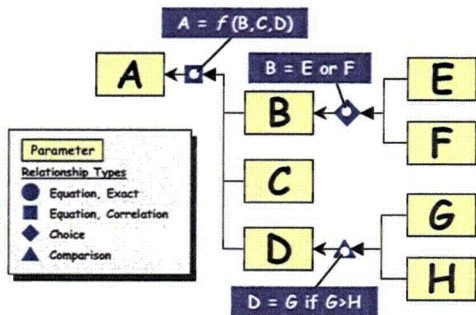 A = f (B,C,D)
A
B = E or F
E
B
F
Parameter
Relationship Types
Equation, Exact
Equation, Correlation
Choice
Comparison
C
G
D
H
D = G if G>H